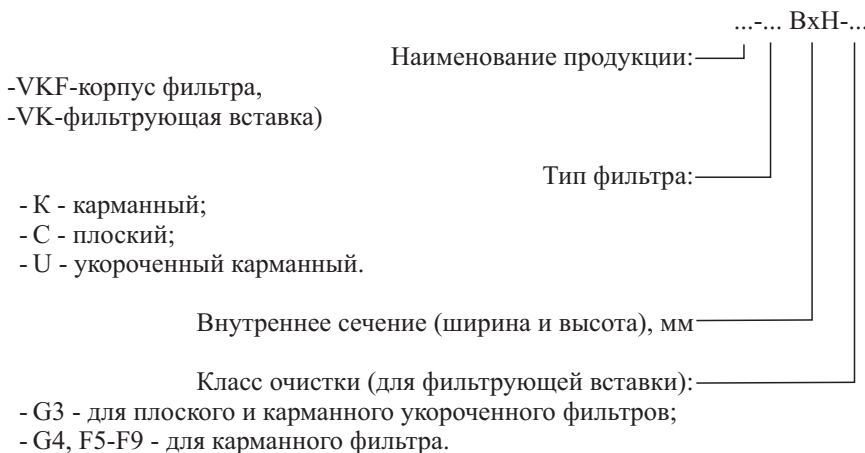 ...-... ВхН-...
Наименование продукции:
-VKF-корпус фильтра,
-VK-фильтрующая вставка)
Тип фильтра:
- К - карманный;
- С - плоский;
- U - укороченный карманный.
Внутреннее сечение (ширина и высота), мм
Класс очистки (для фильтрующей вставки):
- G3 - для плоского и карманного укороченного фильтров;
- G4, F5-F9 - для карманного фильтра.